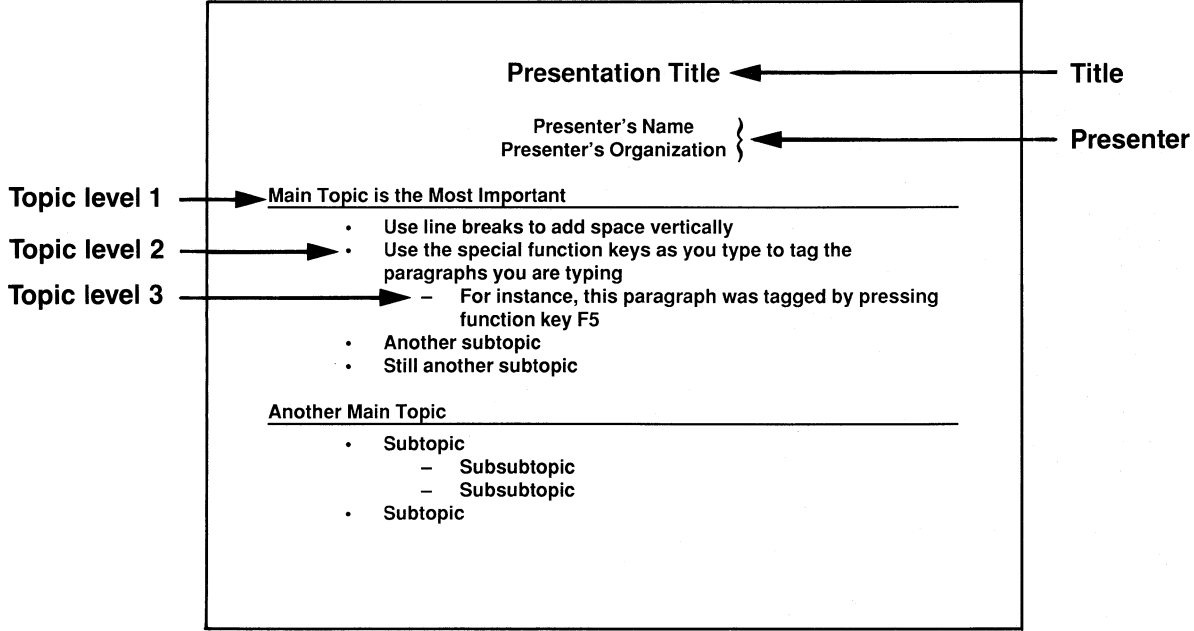 Presentation Title
Title
Presenter's Name
Presenter's Organization
Presenter
Topic level 1
Main Topic is the Most Important
• Use line breaks to add space vertically
Topic level 2
• Use the special function keys as you type to tag the
paragraphs you are typing
Topic level 3
– For instance, this paragraph was tagged by pressing
function key F5
• Another subtopic
• Still another subtopic
Another Main Topic
• Subtopic
– Subsubtopic
– Subsubtopic
• Subtopic